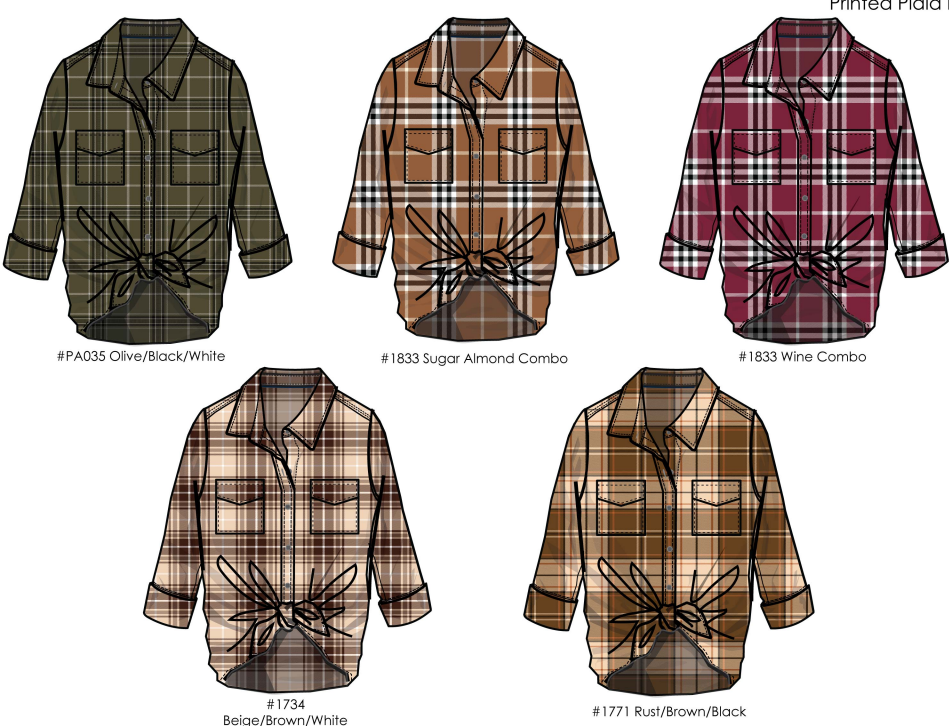 Printed Plaid
#PA035 Olive/Black/White
#1833 Sugar Almond Combo
#1833 Wine Combo
#1734
Beige/Brown/White
#1771 Rust/Brown/Black